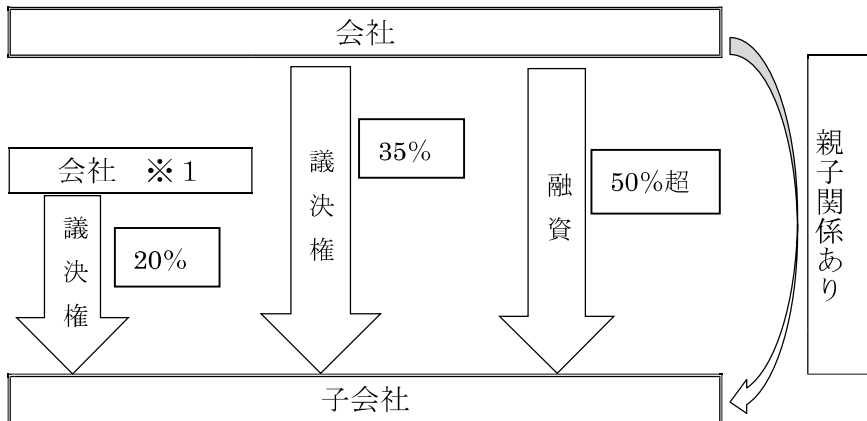 会社
会社 ※1
議決権
20%
議決権
35%
融資
50%超
親子関係あり
子会社